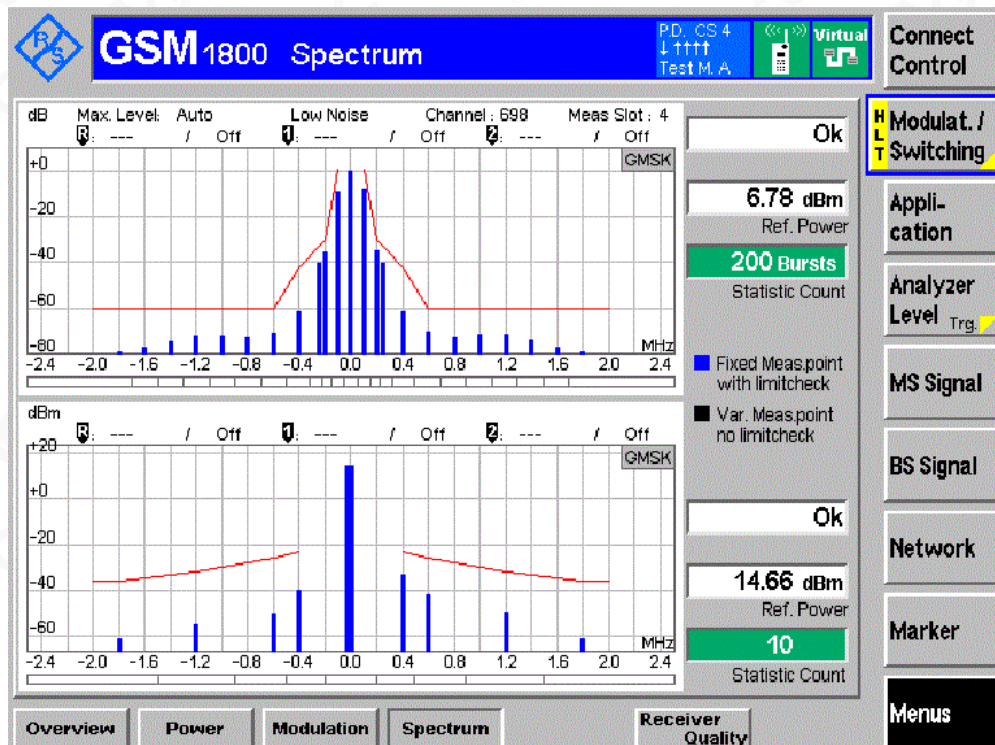 R/S
GSM 1800 Spectrum
P.D. CS 4
↓ ↑↑↑↑
Test M. A.
Virtual
Connect
Control
HLT
Modulat. /
Switching
Appli-
cation
Analyzer
Level Trg.
MS Signal
BS Signal
Network
Marker
Menus
dB Max. Level: Auto Low Noise Channel : 698 Meas Slot : 4
R: --- / Off 1: --- / Off 2: --- / Off
GMSK
+0
-20
-40
-60
-80
MHz
-2.4 -2.0 -1.6 -1.2 -0.8 -0.4 0.0 0.4 0.8 1.2 1.6 2.0 2.4
Ok
6.78 dBm
Ref. Power
200 Bursts
Statistic Count
Fixed Meas.point
with limitcheck
Var. Meas.point
no limitcheck
dBm
R: --- / Off 1: --- / Off 2: --- / Off
GMSK
+20
+0
-20
-40
-60
MHz
-2.4 -2.0 -1.6 -1.2 -0.8 -0.4 0.0 0.4 0.8 1.2 1.6 2.0 2.4
Ok
14.66 dBm
Ref. Power
10
Statistic Count
Overview
Power
Modulation
Spectrum
Receiver
Quality